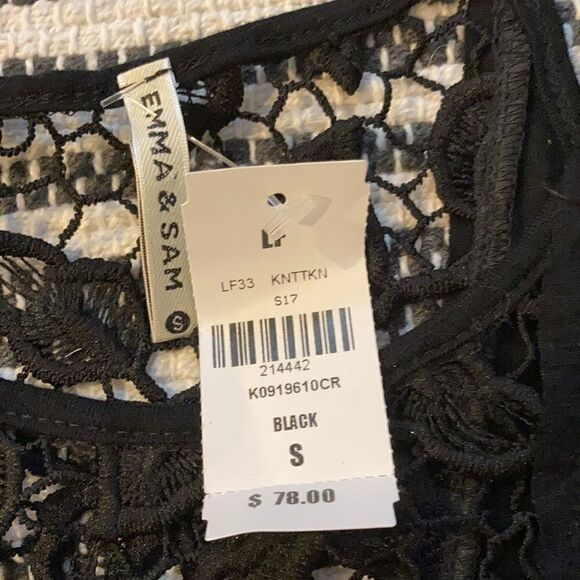 EMMA & SAM
S
LF
LF33 KNTTKN
S17
214442
K0919610CR
BLACK
S
$ 78.00